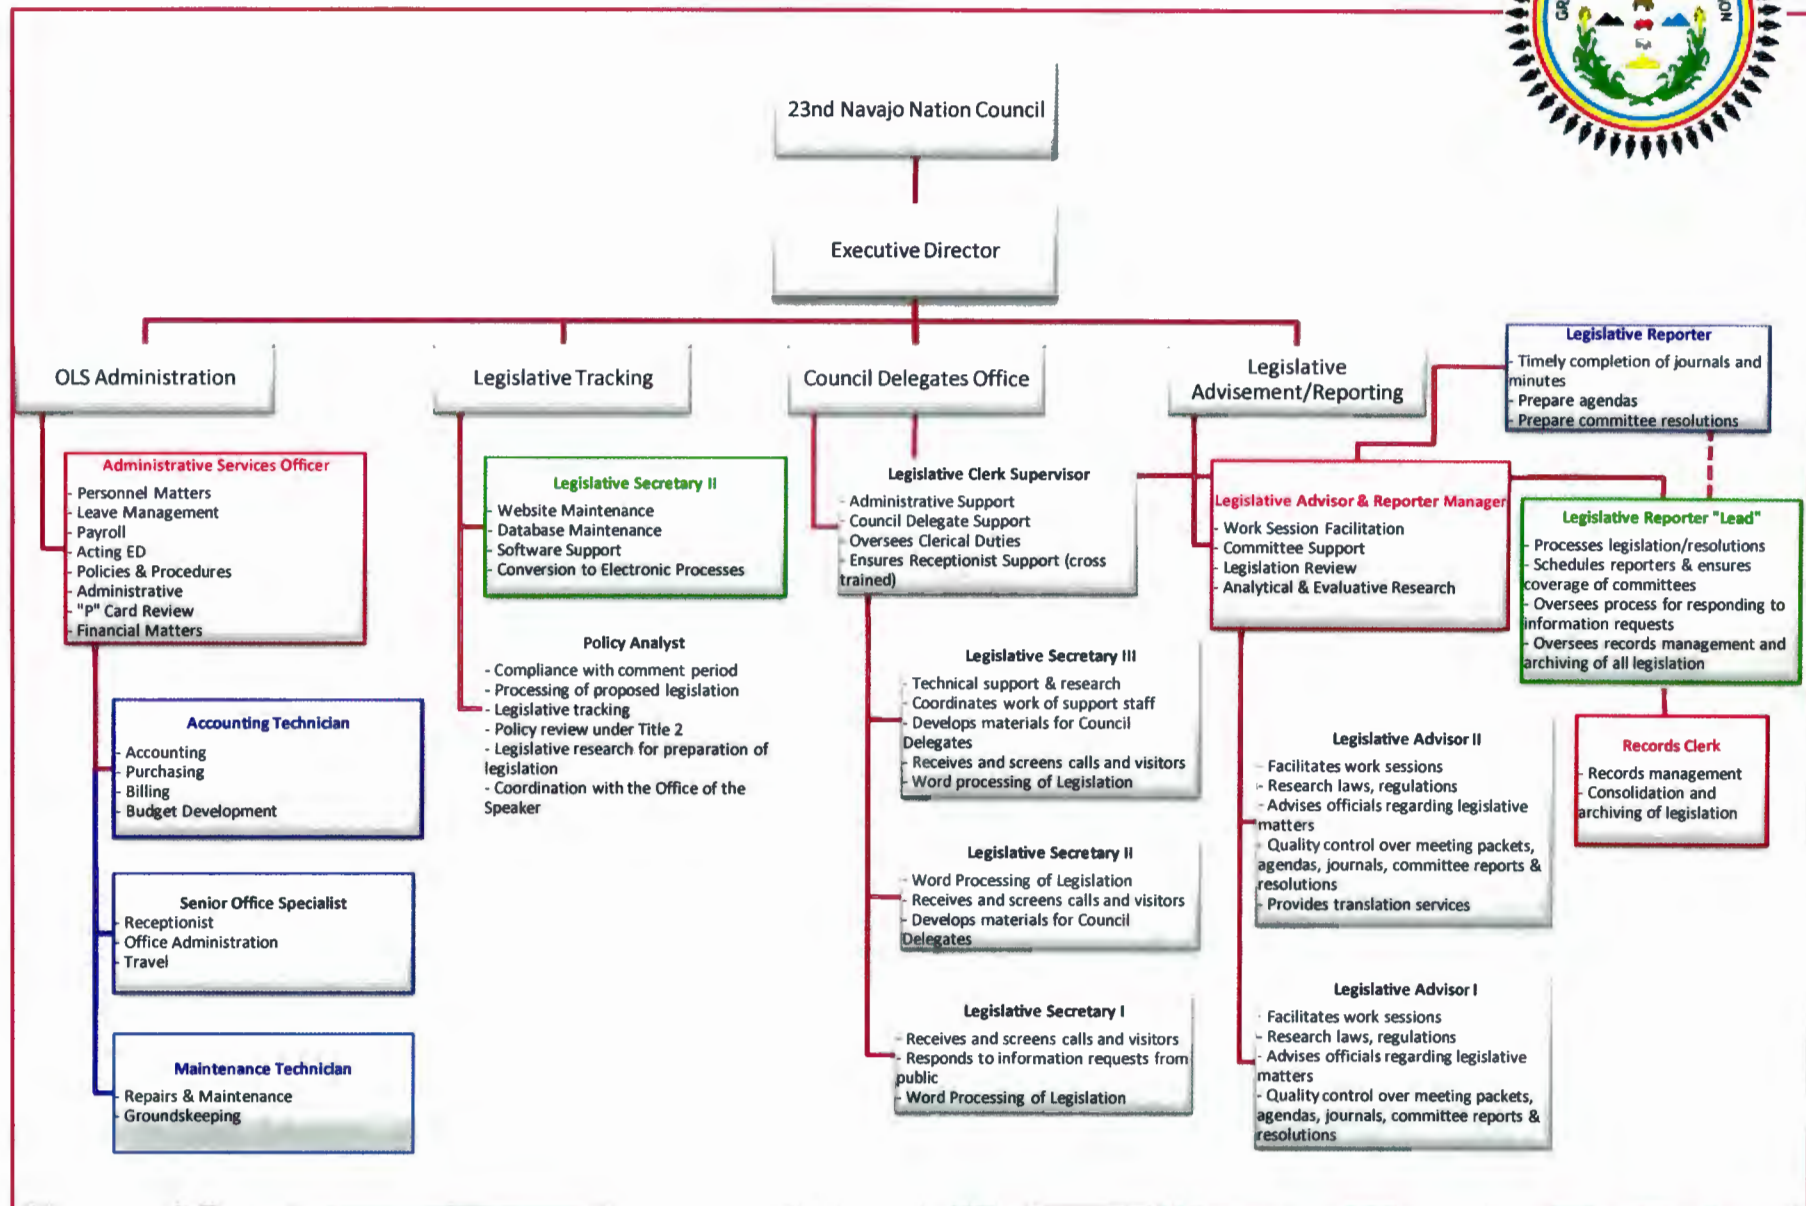 GR
NOV
23nd Navajo Nation Council
Executive Director
OLS Administration
Legislative Tracking
Council Delegates Office
Legislative
Advisement/Reporting
Legislative Reporter
- Timely completion of journals and
minutes
- Prepare agendas
- Prepare committee resolutions
Administrative Services Officer
- Personnel Matters
- Leave Management
- Payroll
- Acting ED
- Policies & Procedures
- Administrative
- "P" Card Review
- Financial Matters
Accounting Technician
- Accounting
- Purchasing
- Billing
- Budget Development
Senior Office Specialist
- Receptionist
- Office Administration
- Travel
Maintenance Technician
- Repairs & Maintenance
- Groundskeeping
Legislative Secretary II
- Website Maintenance
- Database Maintenance
- Software Support
- Conversion to Electronic Processes
Policy Analyst
- Compliance with comment period
- Processing of proposed legislation
- Legislative tracking
- Policy review under Title 2
- Legislative research for preparation of
legislation
- Coordination with the Office of the
Speaker
Legislative Clerk Supervisor
- Administrative Support
- Council Delegate Support
- Oversees Clerical Duties
- Ensures Receptionist Support (cross
trained)
Legislative Secretary III
- Technical support & research
- Coordinates work of support staff
- Develops materials for Council
Delegates
- Receives and screens calls and visitors
- Word processing of Legislation
Legislative Secretary II
- Word Processing of Legislation
- Receives and screens calls and visitors
- Develops materials for Council
Delegates
Legislative Secretary I
- Receives and screens calls and visitors
- Responds to information requests from
public
- Word Processing of Legislation
Legislative Advisor & Reporter Manager
- Work Session Facilitation
- Committee Support
- Legislation Review
- Analytical & Evaluative Research
Legislative Advisor II
- Facilitates work sessions
- Research laws, regulations
- Advises officials regarding legislative
matters
- Quality control over meeting packets,
agendas, journals, committee reports &
resolutions
- Provides translation services
Legislative Advisor I
- Facilitates work sessions
- Research laws, regulations
- Advises officials regarding legislative
matters
- Quality control over meeting packets,
agendas, journals, committee reports &
resolutions
Legislative Reporter "Lead"
- Processes legislation/resolutions
- Schedules reporters & ensures
coverage of committees
- Oversees process for responding to
information requests
- Oversees records management and
archiving of all legislation
Records Clerk
- Records management
- Consolidation and
archiving of legislation